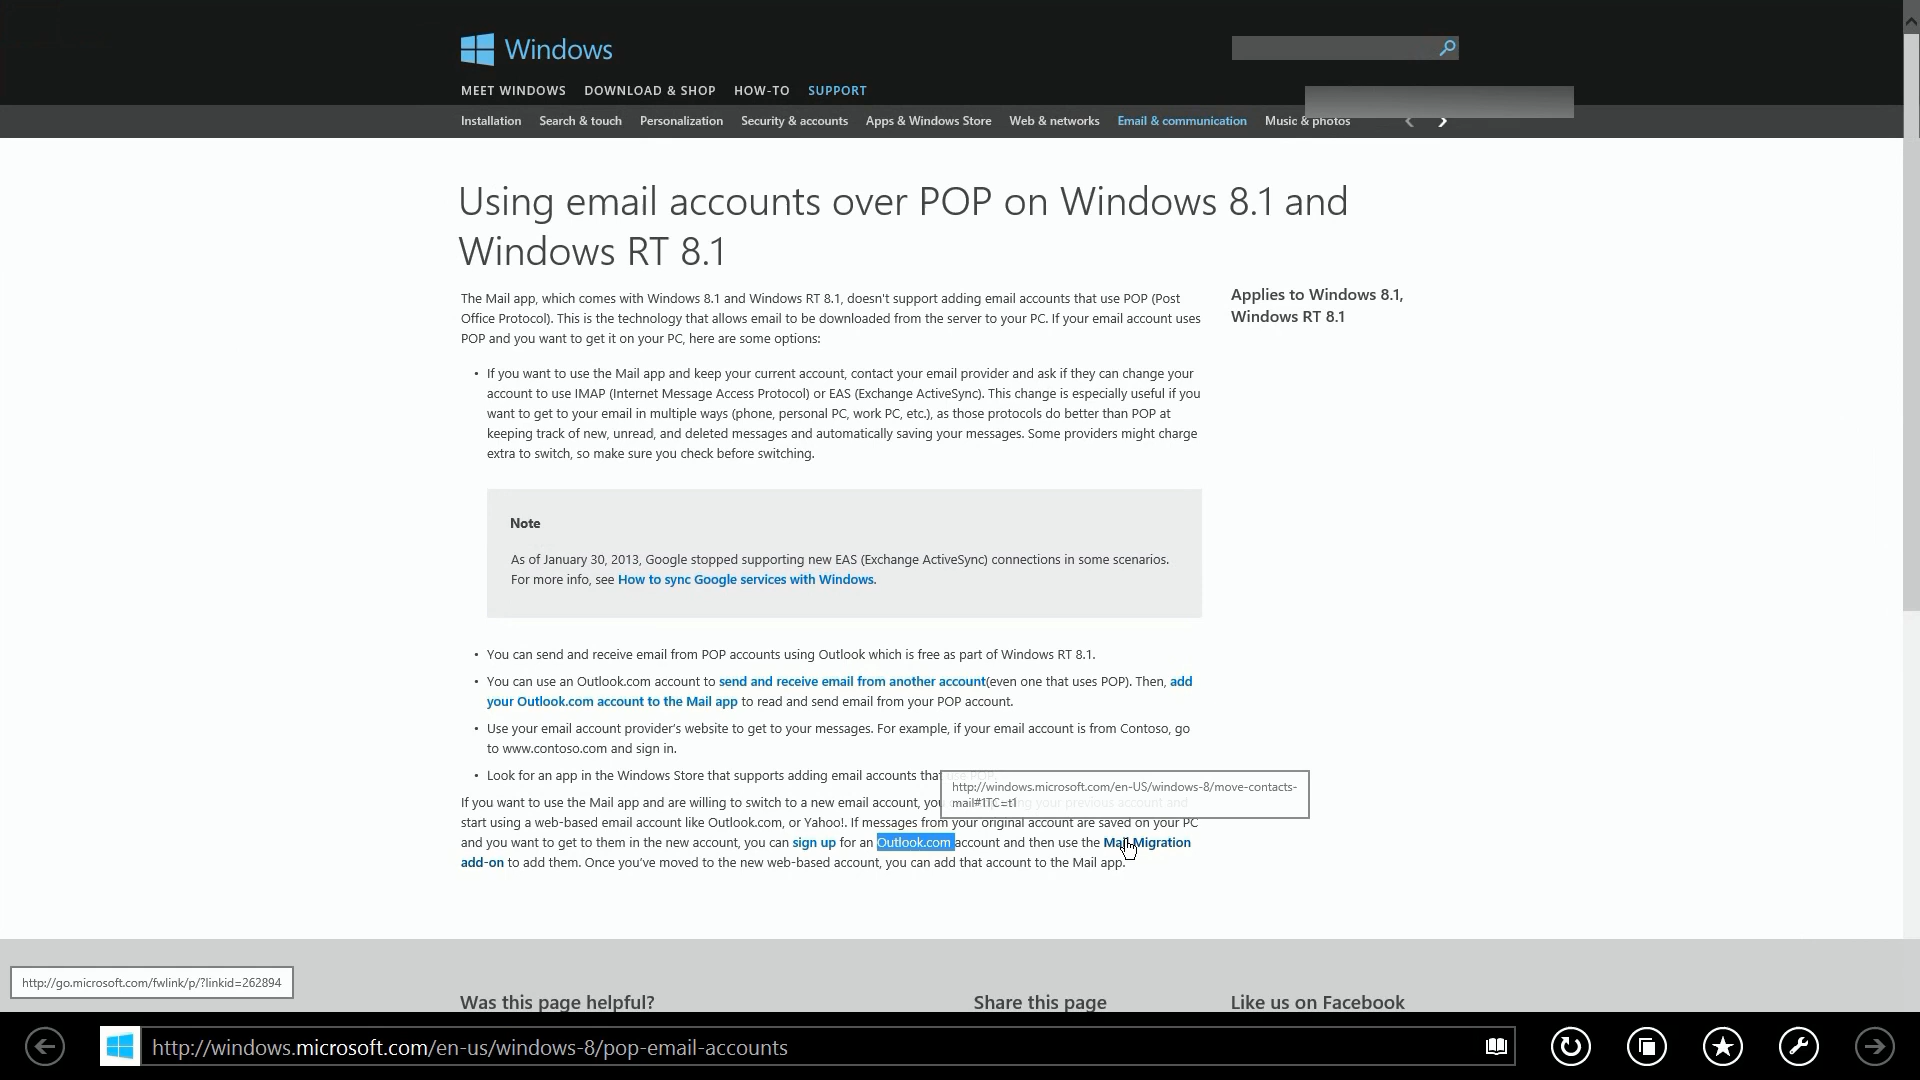 Windows
MEET WINDOWS DOWNLOAD & SHOP HOW-TO SUPPORT
Installation Search & touch Personalization Security & accounts Apps & Windows Store Web & networks Email & communication Music & photos
Using email accounts over POP on Windows 8.1 and
Windows RT 8.1
The Mail app, which comes with Windows 8.1 and Windows RT 8.1, doesn't support adding email accounts that use POP (Post
Office Protocol). This is the technology that allows email to be downloaded from the server to your PC. If your email account uses
POP and you want to get it on your PC, here are some options:
Applies to Windows 8.1,
Windows RT 8.1
• If you want to use the Mail app and keep your current account, contact your email provider and ask if they can change your
account to use IMAP (Internet Message Access Protocol) or EAS (Exchange ActiveSync). This change is especially useful if you
want to get to your email in multiple ways (phone, personal PC, work PC, etc.), as those protocols do better than POP at
keeping track of new, unread, and deleted messages and automatically saving your messages. Some providers might charge
extra to switch, so make sure you check before switching.
Note
As of January 30, 2013, Google stopped supporting new EAS (Exchange ActiveSync) connections in some scenarios.
For more info, see How to sync Google services with Windows.
• You can send and receive email from POP accounts using Outlook which is free as part of Windows RT 8.1.
• You can use an Outlook.com account to send and receive email from another account(even one that uses POP). Then, add
your Outlook.com account to the Mail app to read and send email from your POP account.
• Use your email account provider's website to get to your messages. For example, if your email account is from Contoso, go
to www.contoso.com and sign in.
• Look for an app in the Windows Store that supports adding email accounts that use POP.
http://windows.microsoft.com/en-US/windows-8/move-contacts-
mail#1TC=t1
If you want to use the Mail app and are willing to switch to a new email account, you your previous account and
start using a web-based email account like Outlook.com, or Yahoo!. If messages from your original account are saved on your PC
and you want to get to them in the new account, you can sign up for an Outlook.com account and then use the Mail Migration
add-on to add them. Once you've moved to the new web-based account, you can add that account to the Mail app.
http://go.microsoft.com/fwlink/p/?linkid=262894
Was this page helpful? Share this page Like us on Facebook
http://windows.microsoft.com/en-us/windows-8/pop-email-accounts